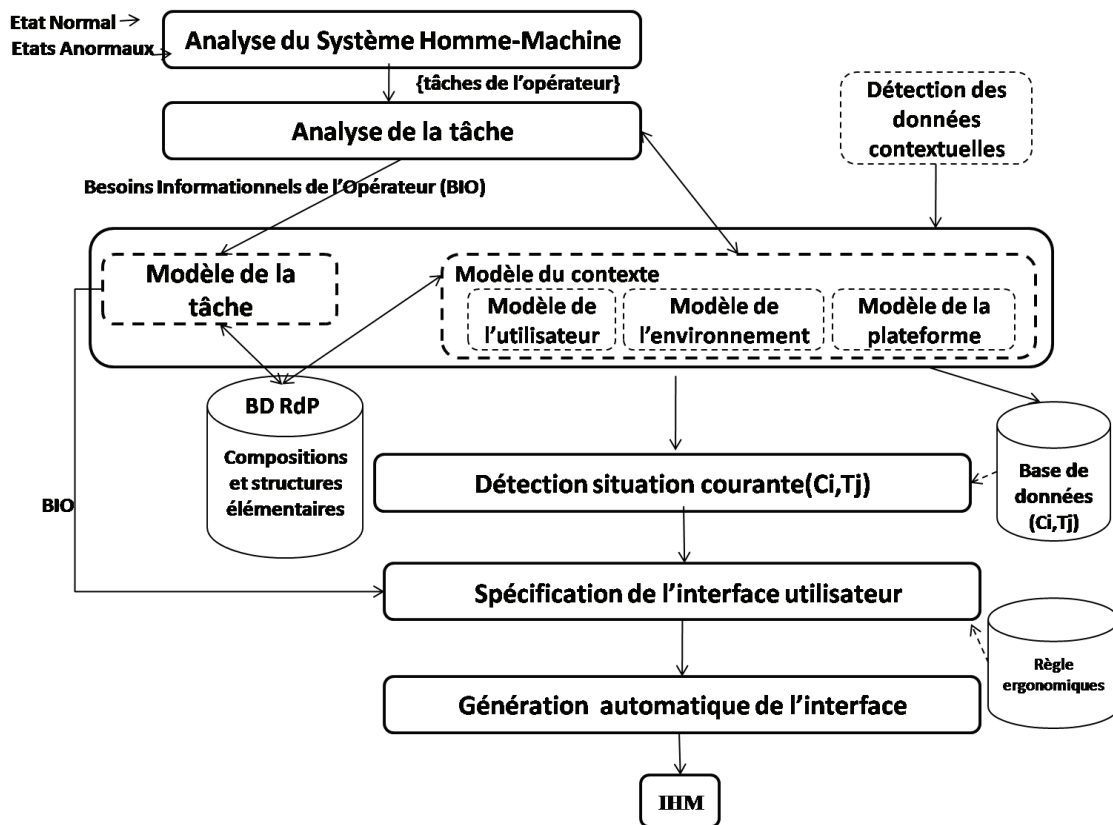 Etat Normal
Etats Anormaux
Analyse du Système Homme-Machine
{tâches de l'opérateur}
Analyse de la tâche
Détection des
données
contextuelles
Besoins Informationnels de l'Opérateur (BIO)
Modèle de la
tâche
Modèle du contexte
Modèle de
l'utilisateur
Modèle de
l'environnement
Modèle de la
plateforme
BD RdP
Compositions
et structures
élémentaires
BIO
Détection situation courante(Ci,Tj)
Base de
données
(Ci,Tj)
Spécification de l'interface utilisateur
Règle
ergonomiques
Génération automatique de l'interface
IHM